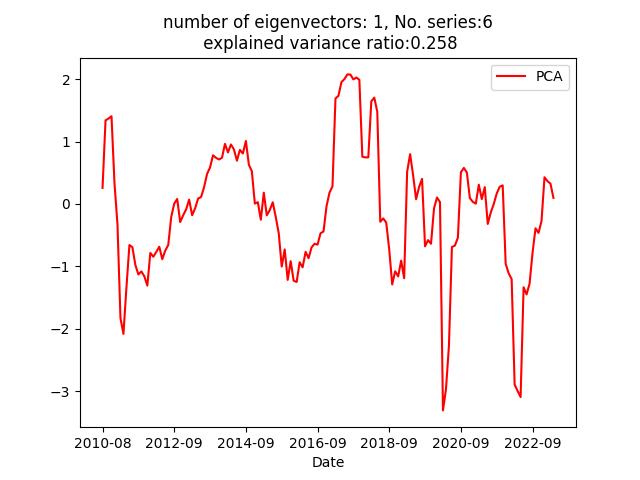 number of eigenvectors: 1, No. series:6
explained variance ratio:0.258
PCA
2
1
0
−1
−2
−3
2010-08 2012-09 2014-09 2016-09 2018-09 2020-09 2022-09
Date